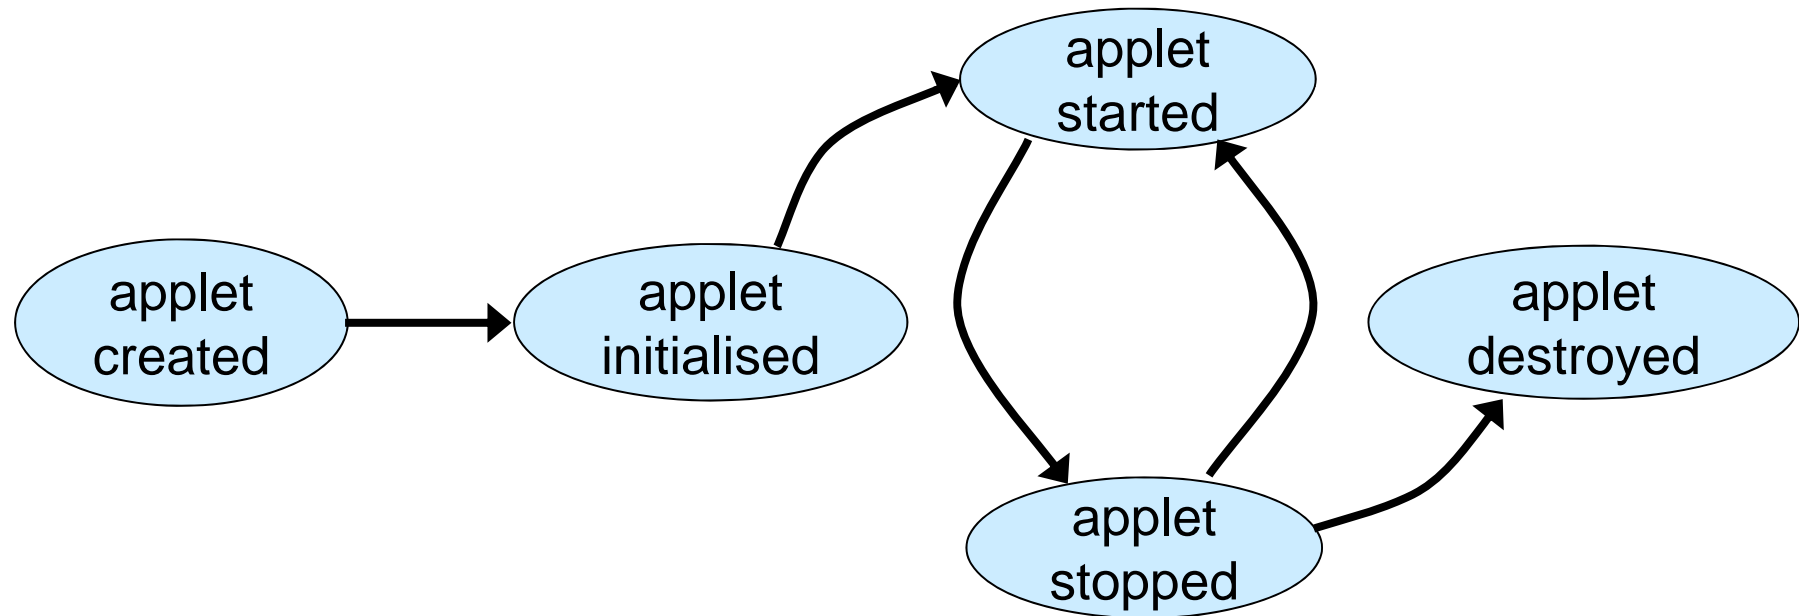 applet
started
applet
created
applet
initialised
applet
destroyed
applet
stopped